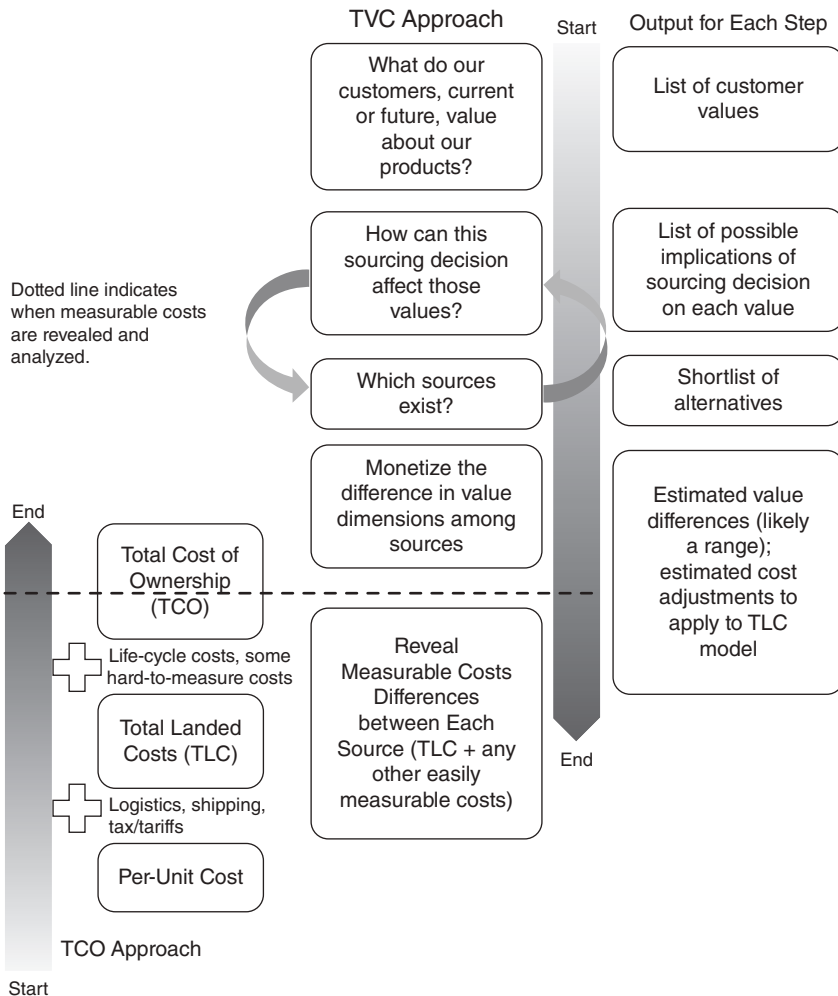 TVC Approach
Start
Output for Each Step
What do our
customers, current
or future, value
about our
products?
List of customer
values
How can this
sourcing decision
affect those
values?
List of possible
implications of
sourcing decision
on each value
Dotted line indicates
when measurable costs
are revealed and
analyzed.
Which sources
exist?
Shortlist of
alternatives
Monetize the
difference in value
dimensions among
sources
Estimated value
differences (likely
a range);
estimated cost
adjustments to
apply to TLC
model
End
Total Cost of
Ownership
(TCO)
Life-cycle costs, some
hard-to-measure costs
Total Landed
Costs (TLC)
Logistics, shipping,
tax/tariffs
Per-Unit Cost
TCO Approach
Start
Reveal
Measurable Costs
Differences
between Each
Source (TLC + any
other easily
measurable costs)
End